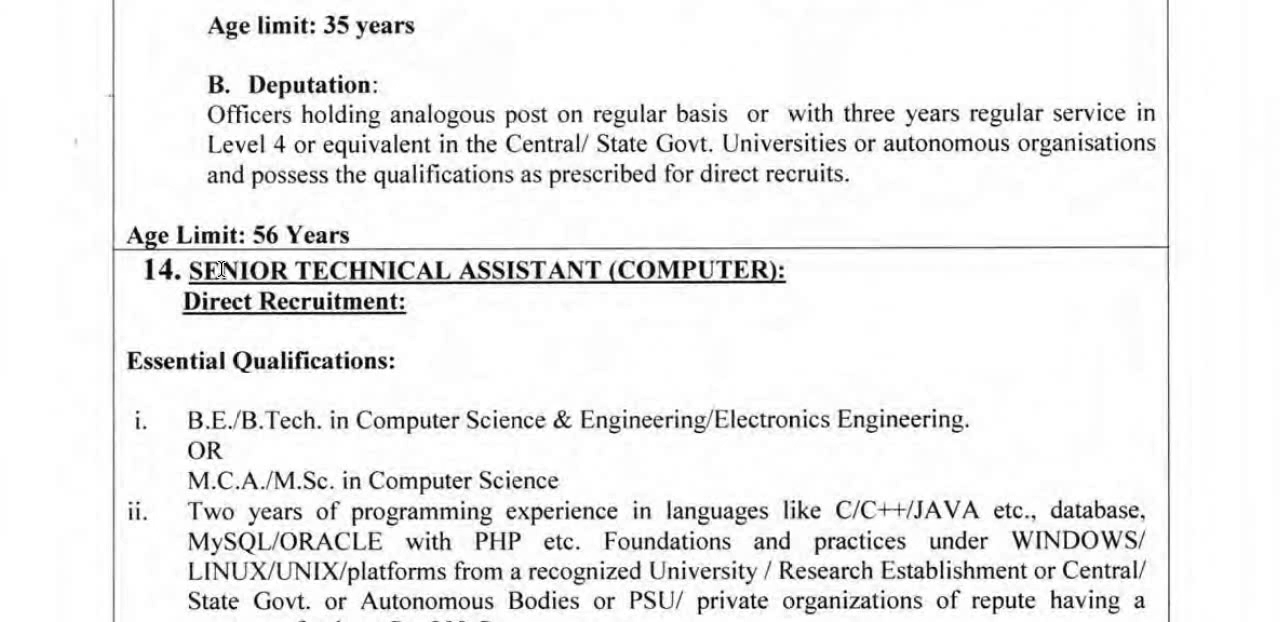 Age limit: 35 years
B. Deputation:
Officers holding analogous post on regular basis or with three years regular service in
Level 4 or equivalent in the Central/ State Govt. Universities or autonomous organisations
and possess the qualifications as prescribed for direct recruits.
Age Limit: 56 Years
14. SENIOR TECHNICAL ASSISTANT (COMPUTER):
Direct Recruitment:
Essential Qualifications:
i. B.E./B.Tech. in Computer Science & Engineering/Electronics Engineering.
OR
M.C.A./M.Sc. in Computer Science
ii. Two years of programming experience in languages like C/C++/JAVA etc., database,
MySQL/ORACLE with PHP etc. Foundations and practices under WINDOWS/
LINUX/UNIX/platforms from a recognized University / Research Establishment or Central/
State Govt. or Autonomous Bodies or PSU/ private organizations of repute having a